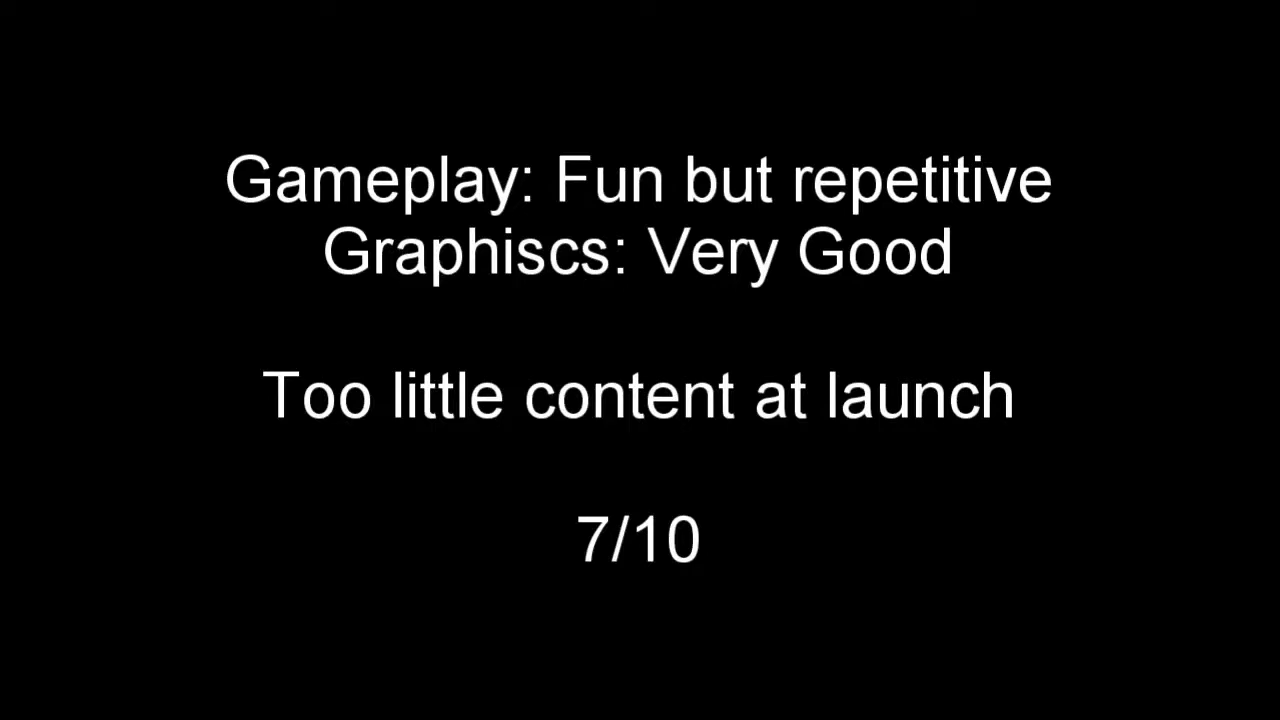 Gameplay: Fun but repetitive
Graphiscs: Very Good
Too little content at launch
7/10